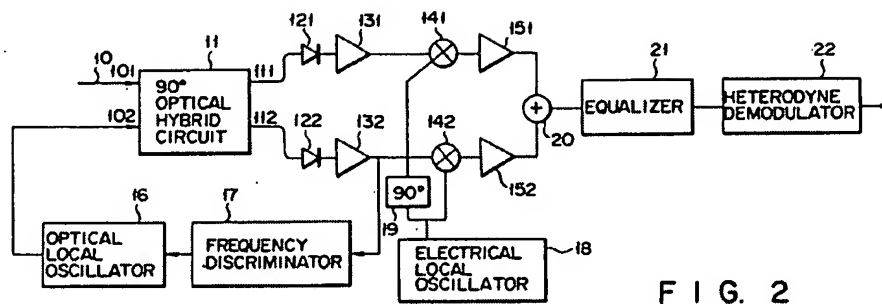 121
131
141
151
10
101
11
111
21
22
90°
OPTICAL
HYBRID
CIRCUIT
EQUALIZER
HETERODYNE
DEMODULATOR
+
20
102
112
122
132
142
152
90°
19
16
17
18
OPTICAL
LOCAL
OSCILLATOR
FREQUENCY
DISCRIMINATOR
ELECTRICAL
LOCAL
OSCILLATOR
FIG. 2